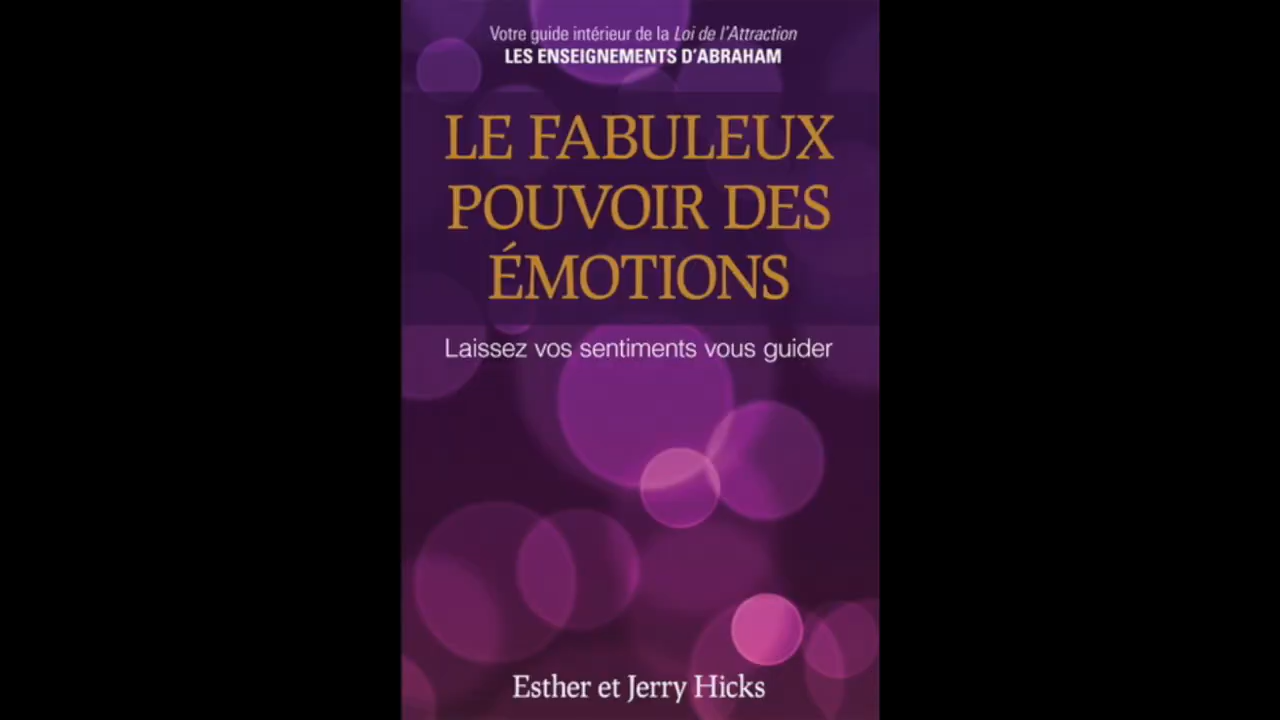 Votre guide intérieur de la Loi de l'Attraction
LES ENSEIGNEMENTS D'ABRAHAM
LE FABULEUX
POUVOIR DES
ÉMOTIONS
Laissez vos sentiments vous guider
Esther et Jerry Hicks